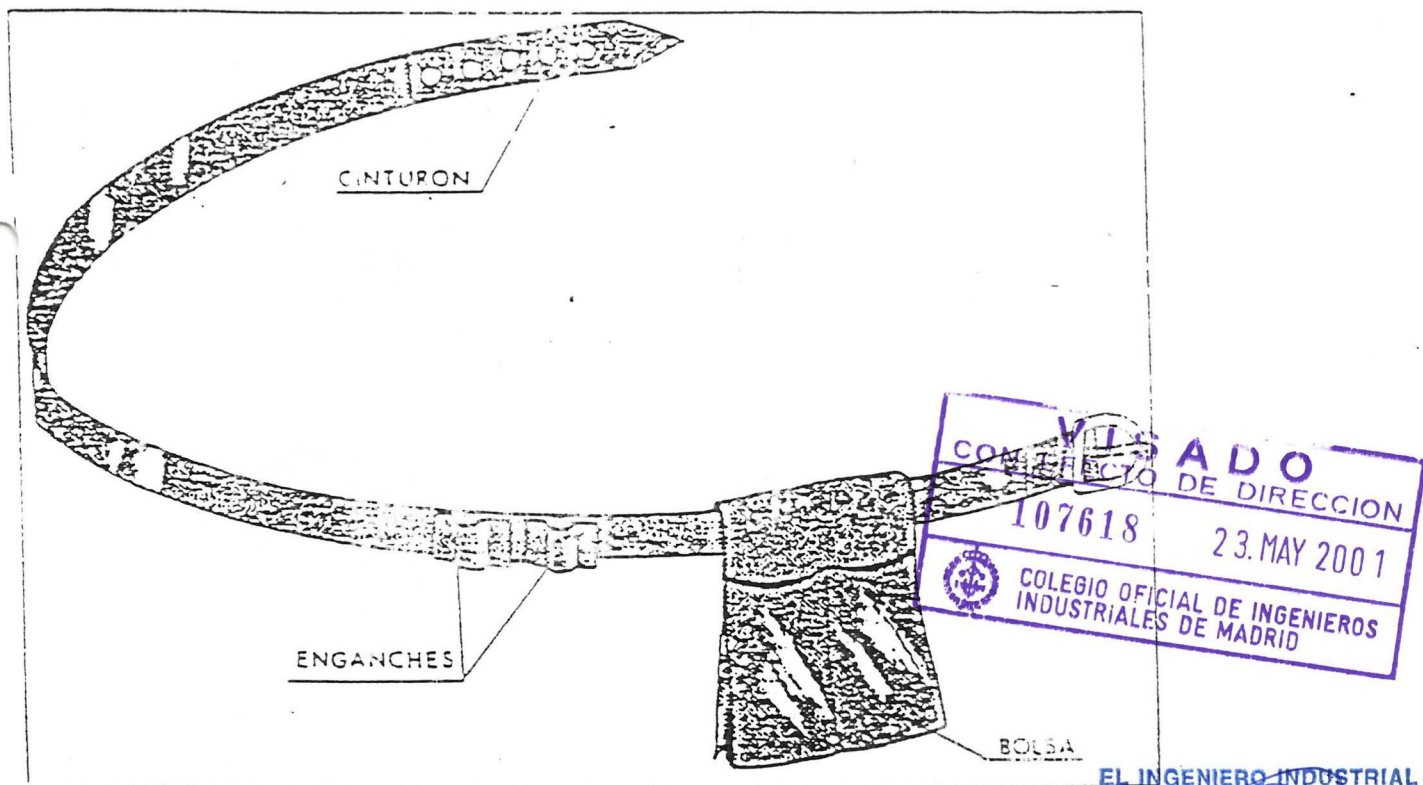 CINTURON
VISADO
CON EFECTO DE DIRECCION
107618 23. MAY 2001
COLEGIO OFICIAL DE INGENIEROS
INDUSTRIALES DE MADRID
ENGANCHES
BOLSA
EL INGENIERO INDUSTRIAL